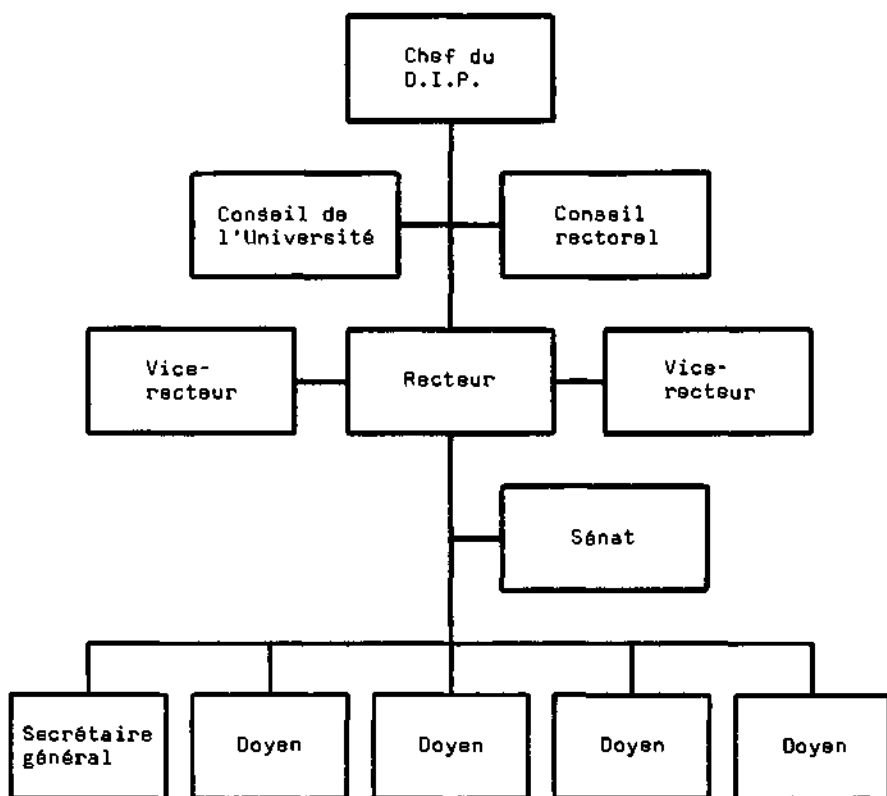 Chef du
D.I.P.
Conseil de
l'Université
Conseil
rectoral
Vice-
recteur
Recteur
Vice-
recteur
Sénat
Secrétaire
général
Doyen
Doyen
Doyen
Doyen